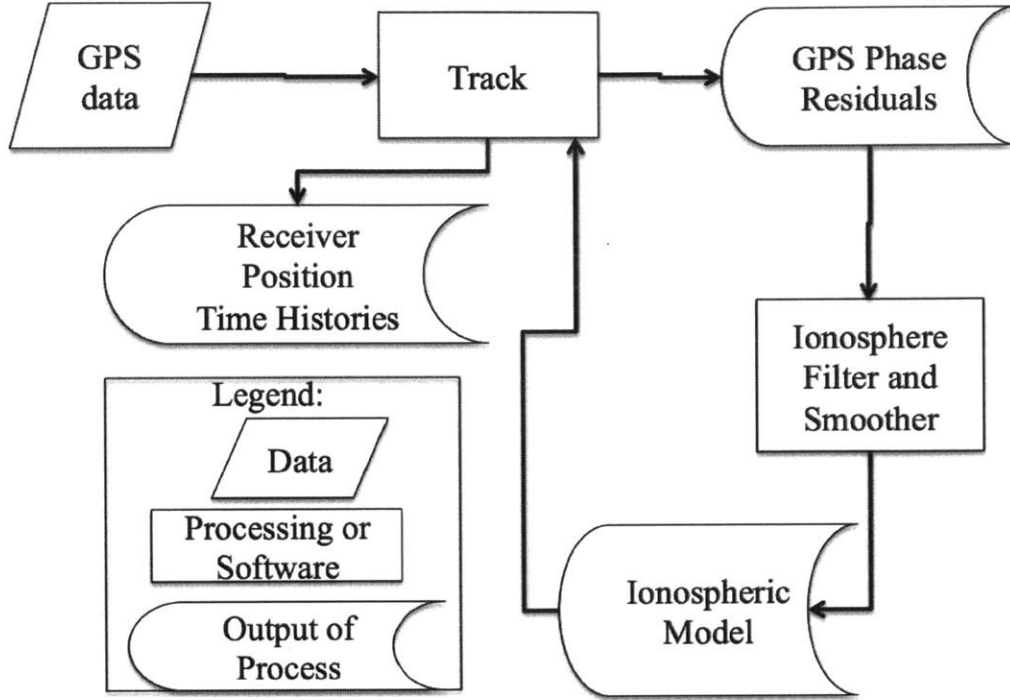 GPS
data
Track
GPS Phase
Residuals
Receiver
Position
Time Histories
Ionosphere
Filter and
Smoother
Ionospheric
Model
Legend:
Data
Processing or
Software
Output of
Process